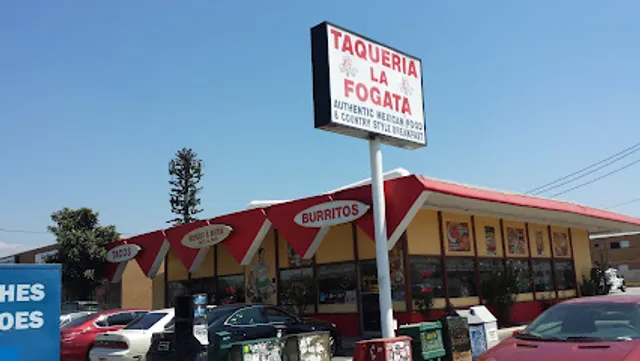 TAQUERIA
LA
FOGATA
AUTHENTIC MEXICAN FOOD
& COUNTRY STYLE BREAKFAST
TACOS
BURRITOS
HES
OES